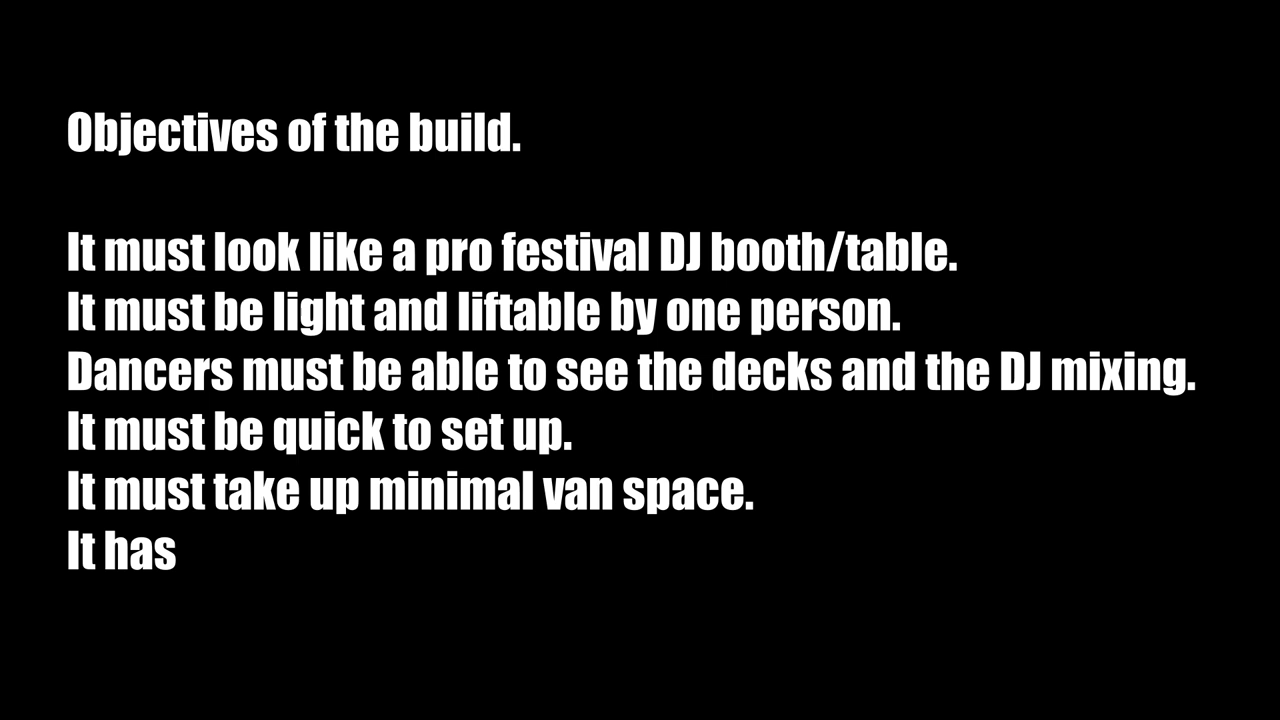 Objectives of the build.
It must look like a pro festival DJ booth/table.
It must be light and liftable by one person.
Dancers must be able to see the decks and the DJ mixing.
It must be quick to set up.
It must take up minimal van space.
It has